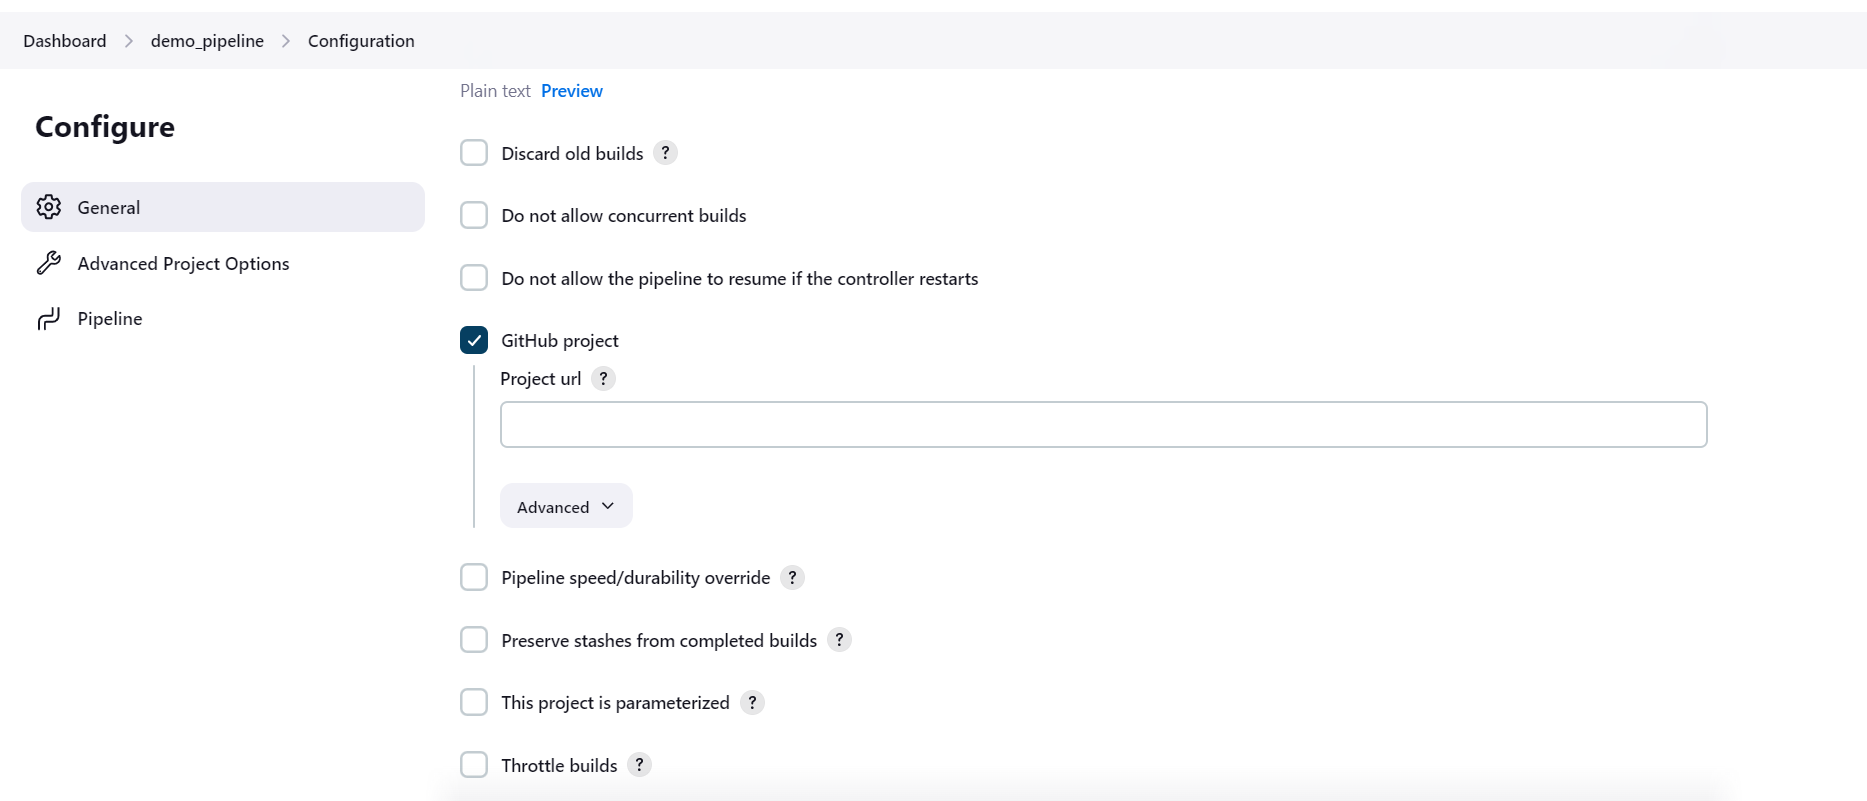 Dashboard > demo_pipeline > Configuration
Configure
General
Advanced Project Options
Pipeline
Plain text Preview
Discard old builds ?
Do not allow concurrent builds
Do not allow the pipeline to resume if the controller restarts
GitHub project
Project url ?
Advanced
Pipeline speed/durability override ?
Preserve stashes from completed builds ?
This project is parameterized ?
Throttle builds ?